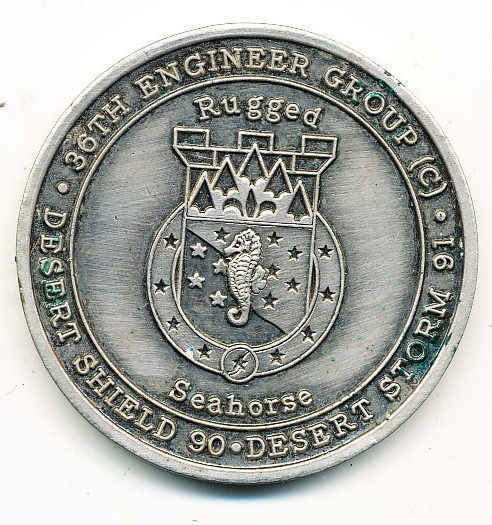 36TH ENGINEER GROUP (C)
Rugged
Seahorse
DESERT SHIELD 90 • DESERT STORM 91